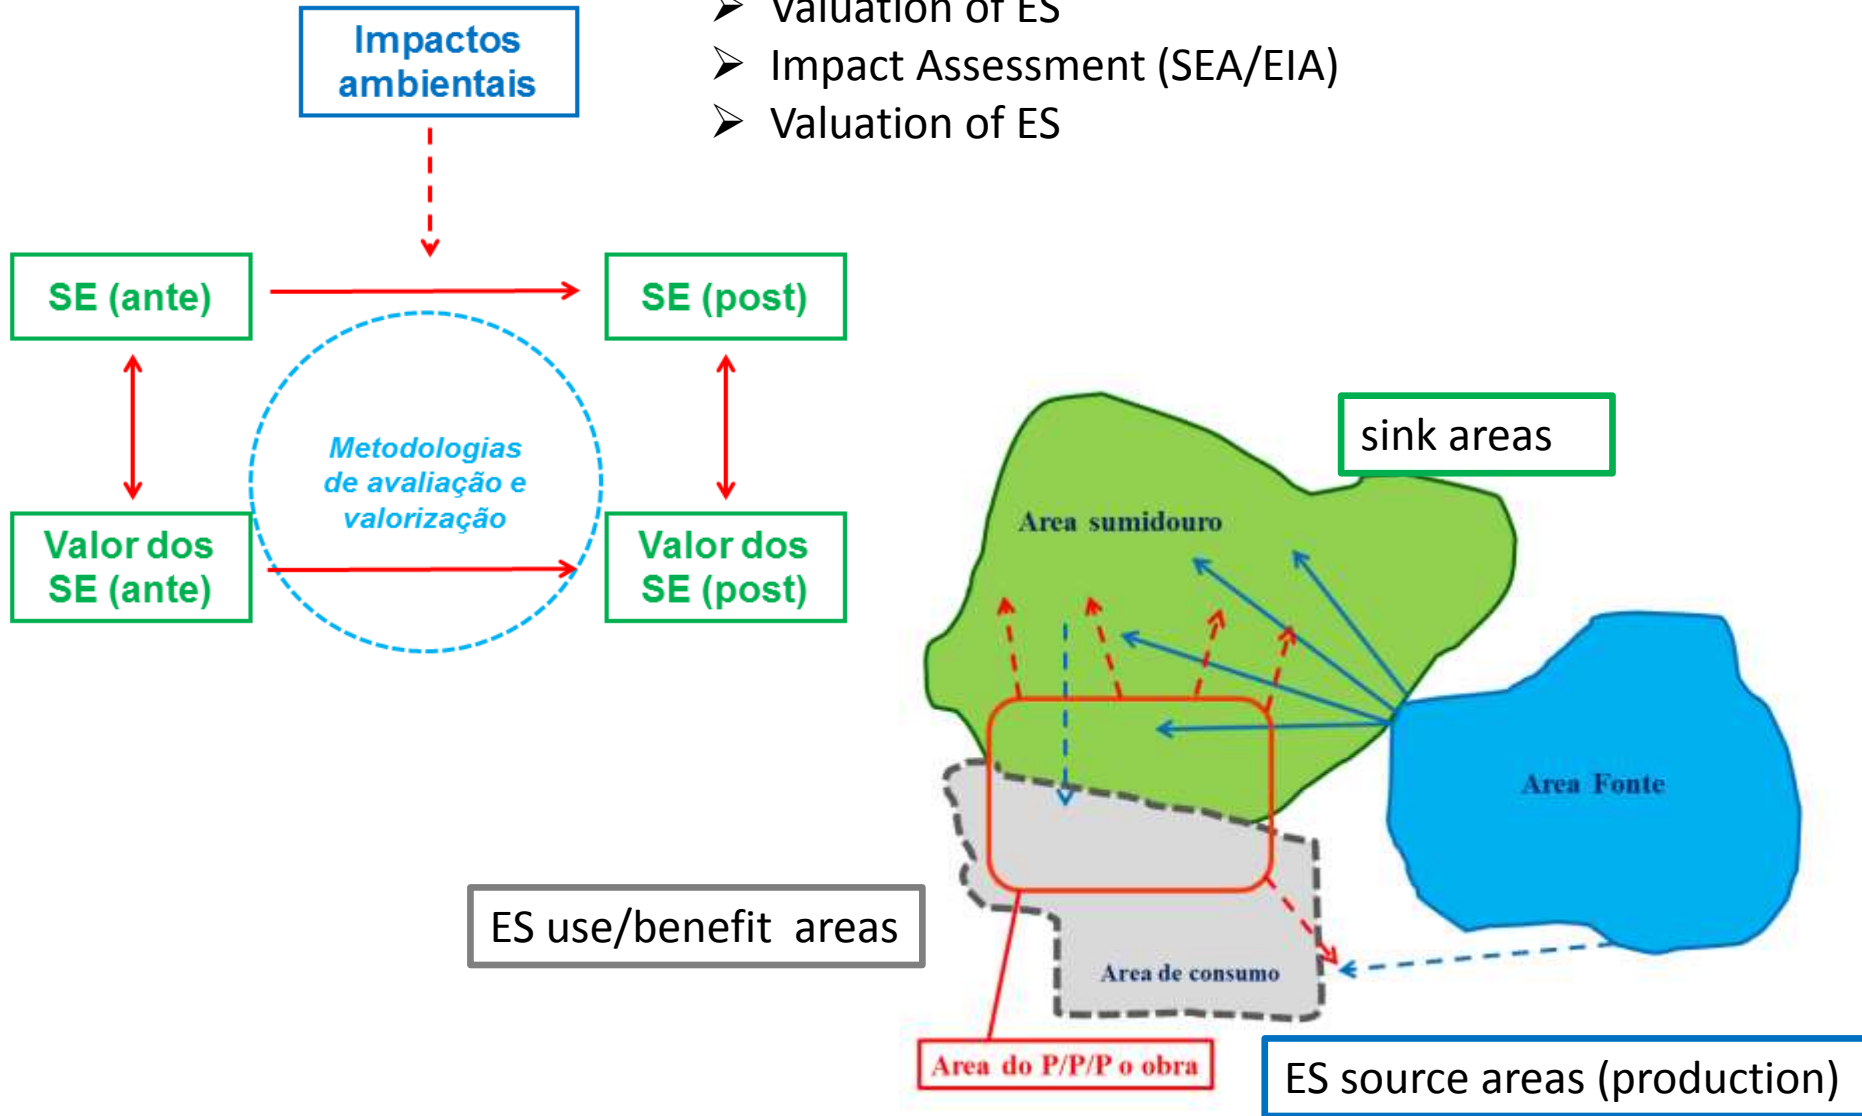 ➢ Valuation of ES
➢ Impact Assessment (SEA/EIA)
➢ Valuation of ES
Impactos
ambientais
SE (ante)
SE (post)
Metodologias
de avaliação e
valorização
Valor dos
SE (ante)
Valor dos
SE (post)
sink areas
Area sumidouro
Area Fonte
ES use/benefit areas
Area de consumo
Area do P/P/P o obra
ES source areas (production)